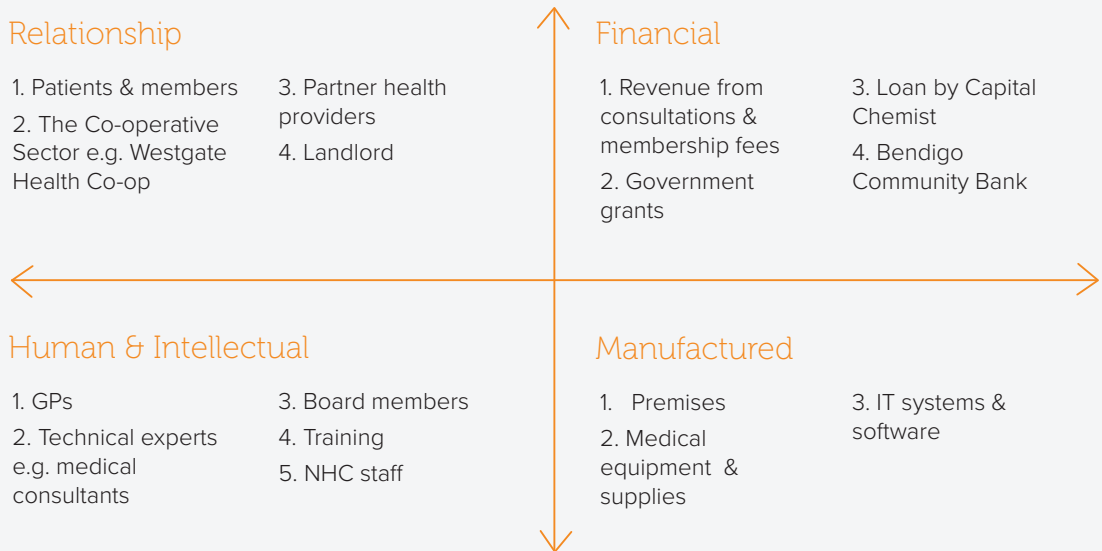 Relationship
1. Patients & members
2. The Co-operative
Sector e.g. Westgate
Health Co-op
3. Partner health
providers
4. Landlord
Financial
1. Revenue from
consultations &
membership fees
2. Government
grants
3. Loan by Capital
Chemist
4. Bendigo
Community Bank
Human & Intellectual
1. GPs
2. Technical experts
e.g. medical
consultants
3. Board members
4. Training
5. NHC staff
Manufactured
1. Premises
2. Medical
equipment &
supplies
3. IT systems &
software